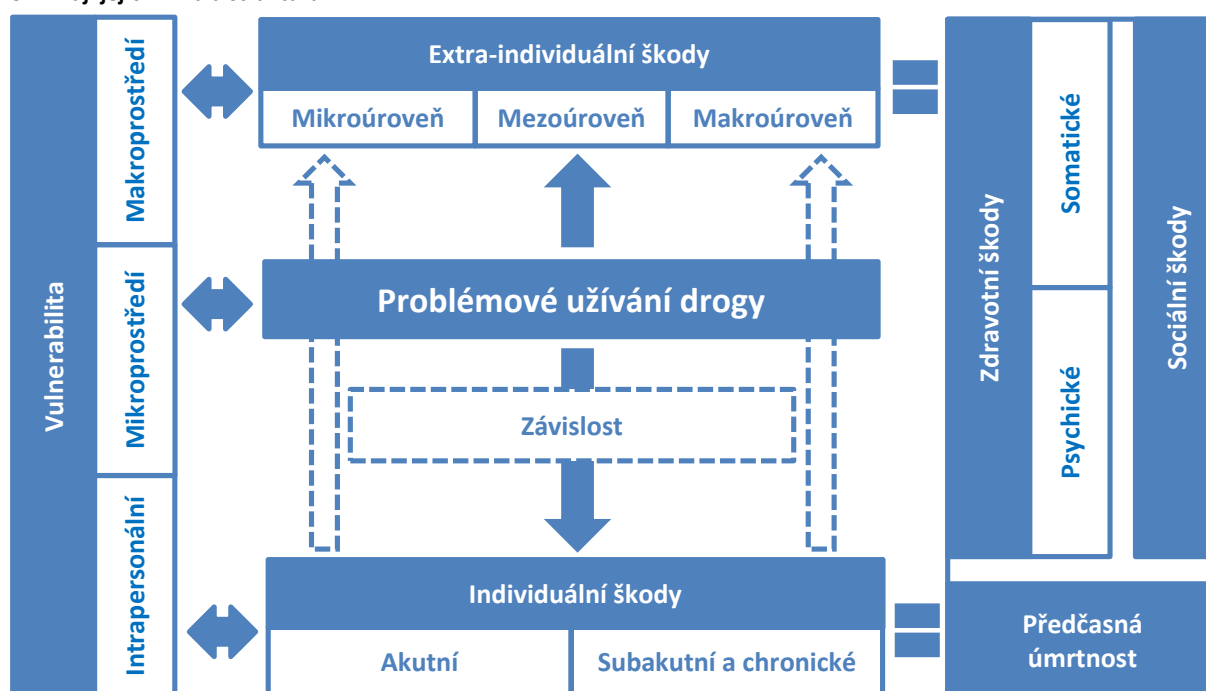 Extra-individuální škody
Mikroúroveň
Mezoúroveň
Makroúroveň
Vulnerabilita
Makroprostředí
Mikroprostředí
Intrapersonální
Problémové užívání drogy
Závislost
Individuální škody
Akutní
Subakutní a chronické
Zdravotní škody
Somatické
Psychické
Sociální škody
Předčasná
úmrtnost